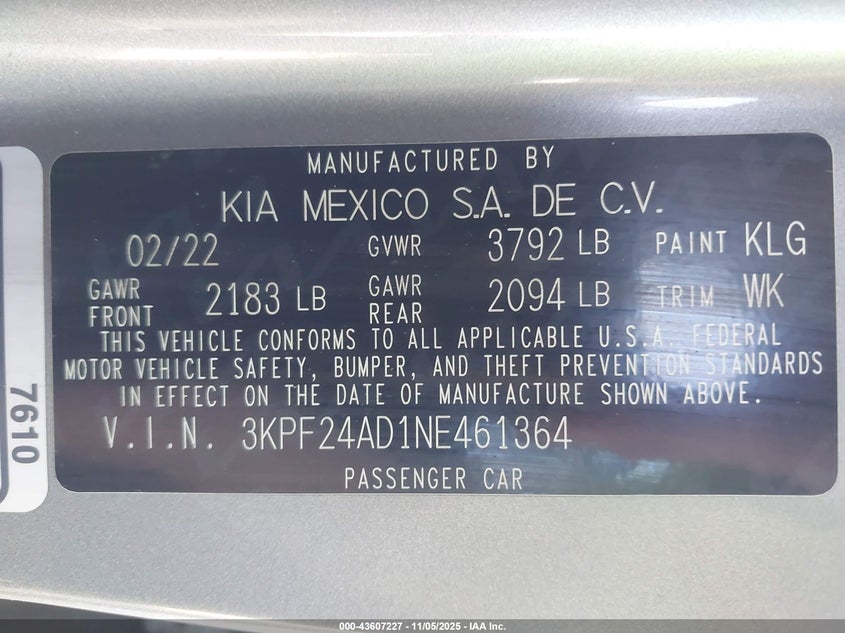 MANUFACTURED BY
KIA MEXICO S.A. DE C.V.
02/22 GVWR 3792 LB PAINT KLG
GAWR FRONT 2183 LB GAWR REAR 2094 LB TRIM WK
THIS VEHICLE CONFORMS TO ALL APPLICABLE U.S.A. FEDERAL
MOTOR VEHICLE SAFETY, BUMPER, AND THEFT PREVENTION STANDARDS
IN EFFECT ON THE DATE OF MANUFACTURE SHOWN ABOVE.
V.I.N. 3KPF24AD1NE461364
PASSENGER CAR
7610
000-43607227 - 11/05/2025 - IAA Inc.